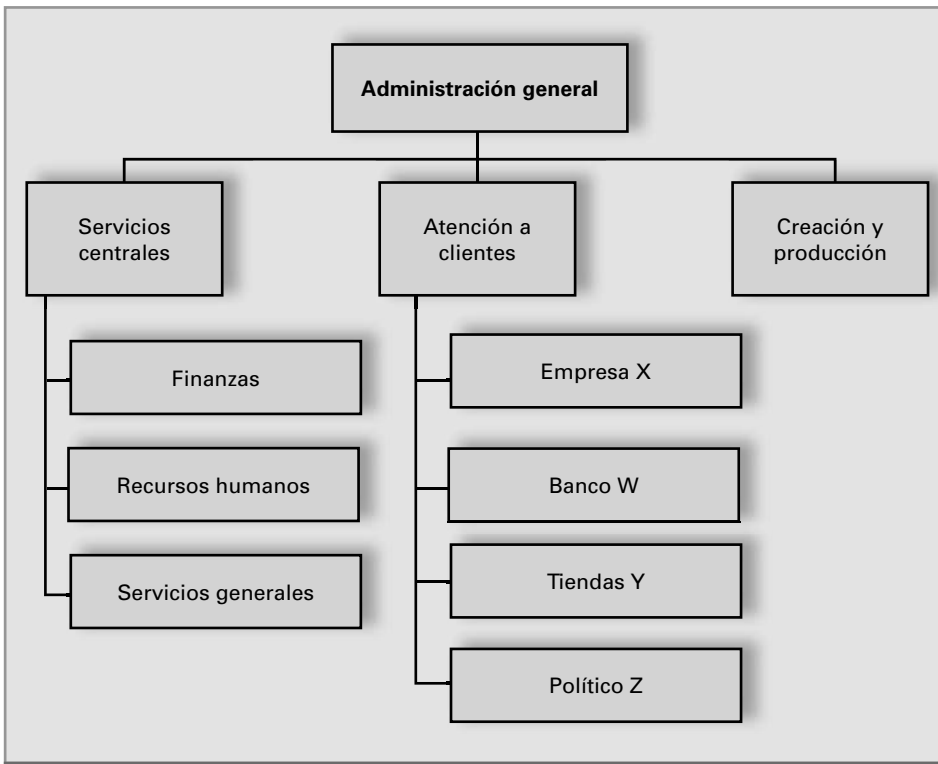 Administración general
Servicios
centrales
Atención a
clientes
Creación y
producción
Finanzas
Recursos humanos
Servicios generales
Empresa X
Banco W
Tiendas Y
Político Z